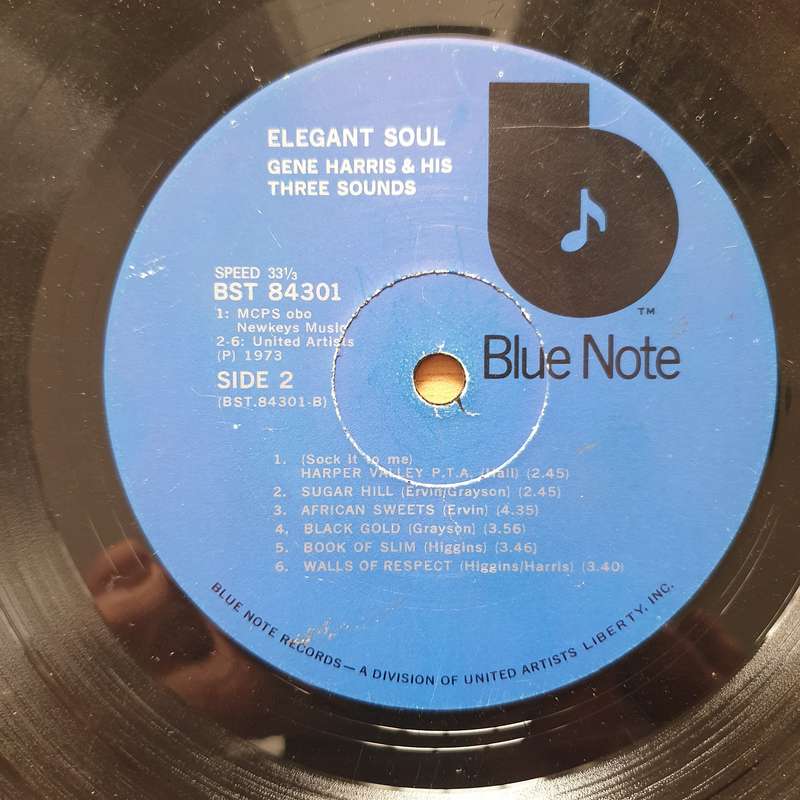 ELEGANT SOUL
GENE HARRIS & HIS
THREE SOUNDS
SPEED 33⅓
BST 84301
1: MCPS obo
Newkeys Music
2-6: United Artists
(P) 1973
SIDE 2
(BST.84301-B)
TM
Blue Note
1. (Sock it to me)
HARPER VALLEY P.T.A. (Hall) (2.45)
2. SUGAR HILL (Ervin/Grayson) (2.45)
3. AFRICAN SWEETS (Ervin) (4.35)
4. BLACK GOLD (Grayson) (3.56)
5. BOOK OF SLIM (Higgins) (3.46)
6. WALLS OF RESPECT (Higgins/Harris) (3.40)
BLUE NOTE RECORDS—A DIVISION OF UNITED ARTISTS LIBERTY, INC.